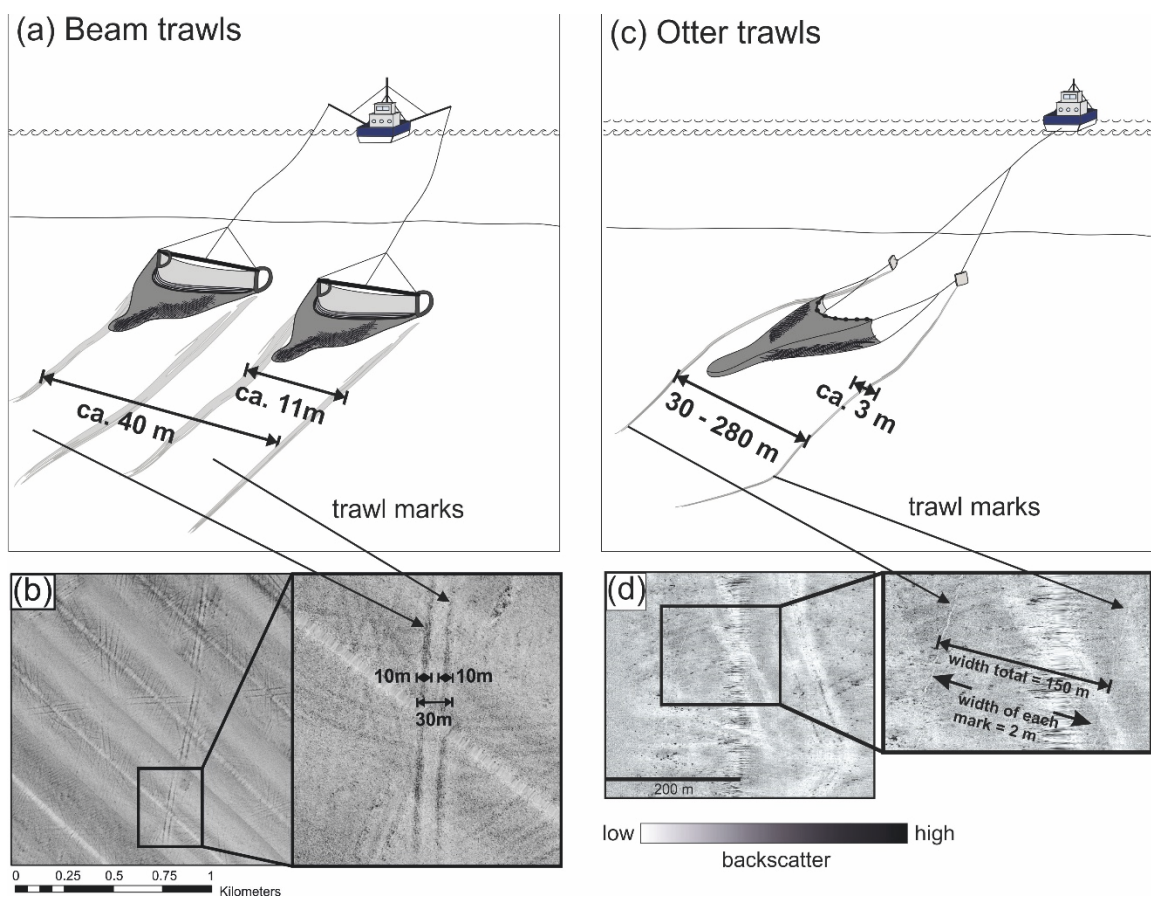 (a) Beam trawls
ca. 40 m
ca. 11m
trawl marks
(b)
10m
10m
30m
0 0.25 0.5 0.75 1
Kilometers
(c) Otter trawls
30 - 280 m
ca. 3 m
trawl marks
(d)
200 m
width total = 150 m
width of each
mark = 2 m
low
high
backscatter